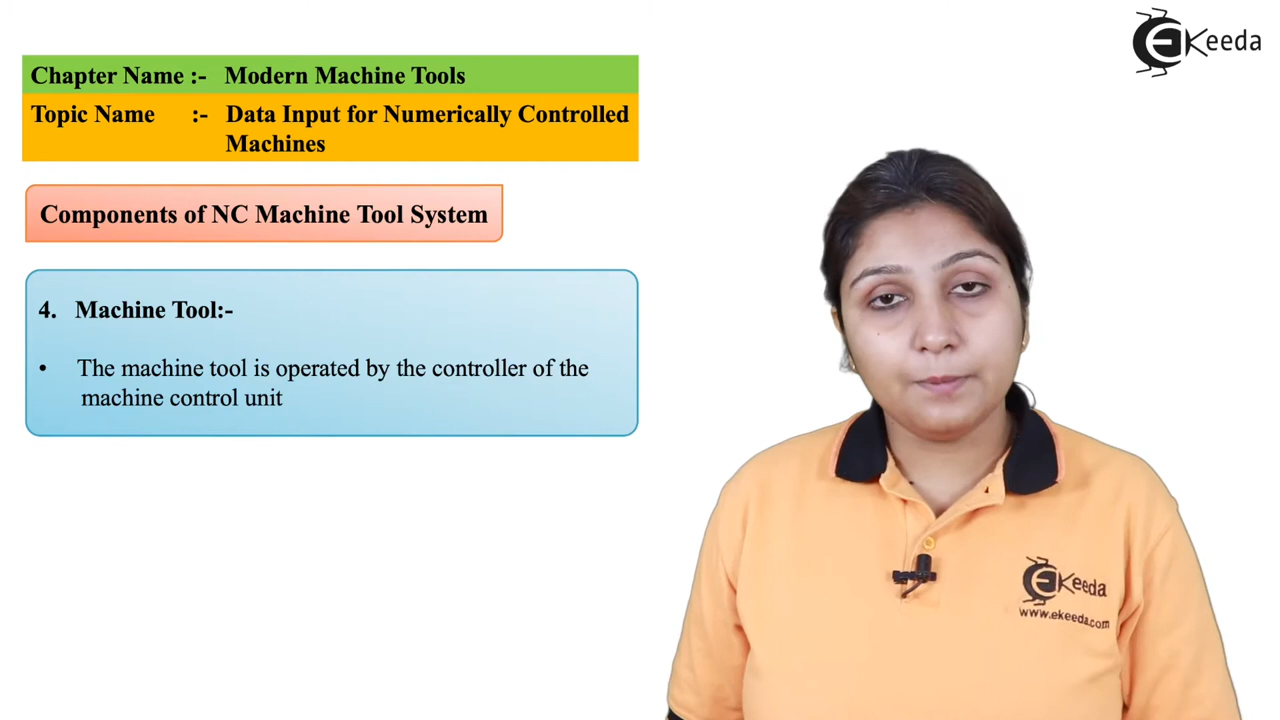 EKeeda
Chapter Name :- Modern Machine Tools
Topic Name :- Data Input for Numerically Controlled
Machines
Components of NC Machine Tool System
4. Machine Tool:-
• The machine tool is operated by the controller of the
machine control unit
EKeeda
www.ekeeda.com